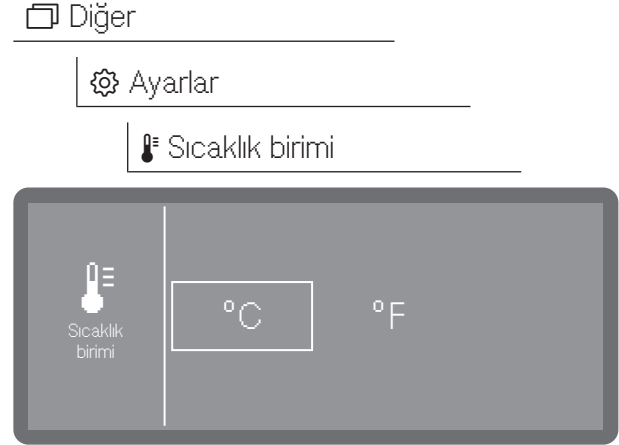 Diğer
Ayarlar
Sıcaklık birimi
Sıcaklık
birimi
°C
°F